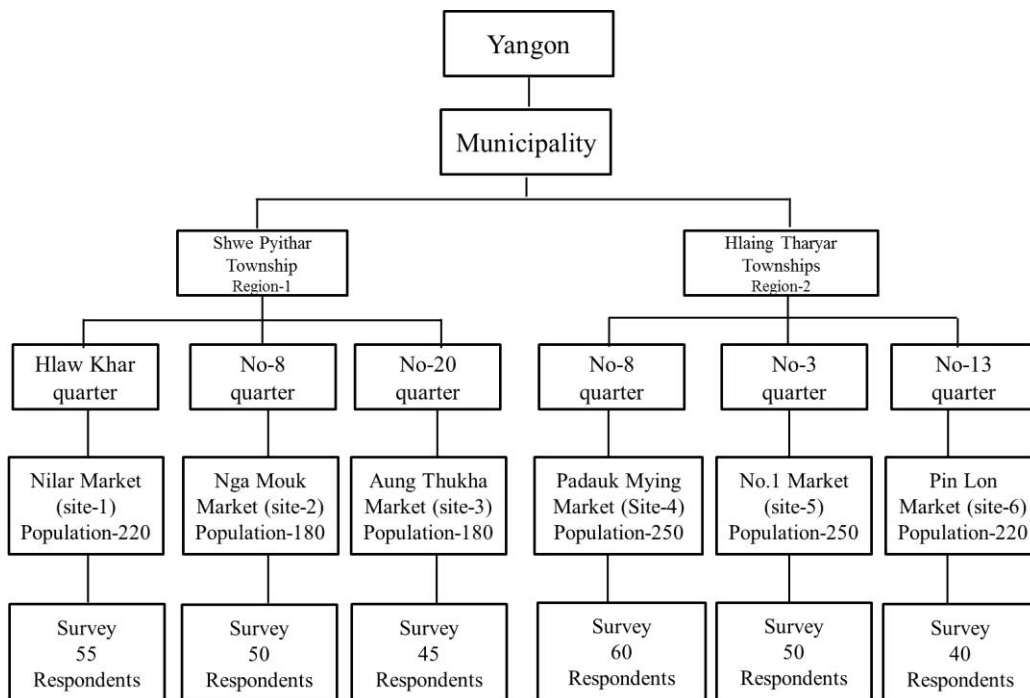 Yangon
Municipality
Shwe Pyithar
Township
Region-1
Hlaing Tharyar
Townships
Region-2
Hlaw Khar
quarter
No-8
quarter
No-20
quarter
No-8
quarter
No-3
quarter
No-13
quarter
Nilar Market
(site-1)
Population-220
Nga Mouk
Market (site-2)
Population-180
Aung Thukha
Market (site-3)
Population-180
Padauk Mying
Market (Site-4)
Population-250
No.1 Market
(site-5)
Population-250
Pin Lon
Market (site-6)
Population-220
Survey
55
Respondents
Survey
50
Respondents
Survey
45
Respondents
Survey
60
Respondents
Survey
50
Respondents
Survey
40
Respondents